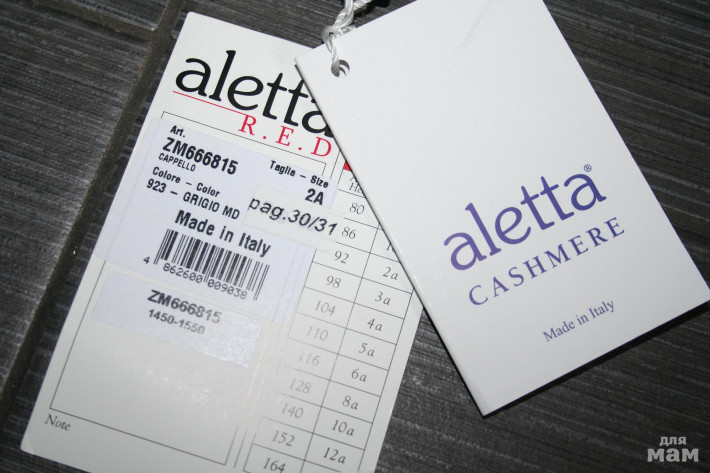 aletta
R.E.D
Art.
ZM666815
CAPPELLO
Taglia - Size
2A
Colore - Color
923 - GRIGIO MD
pag.30/31
Made in Italy
4 862600 009038
ZM666815
1450-1550
Note
80
86
92
2a
98
3a
104
4a
110
5a
116
6a
128
8a
140
10a
152
12a
164
aletta®
CASHMERE
Made in Italy
для
мам